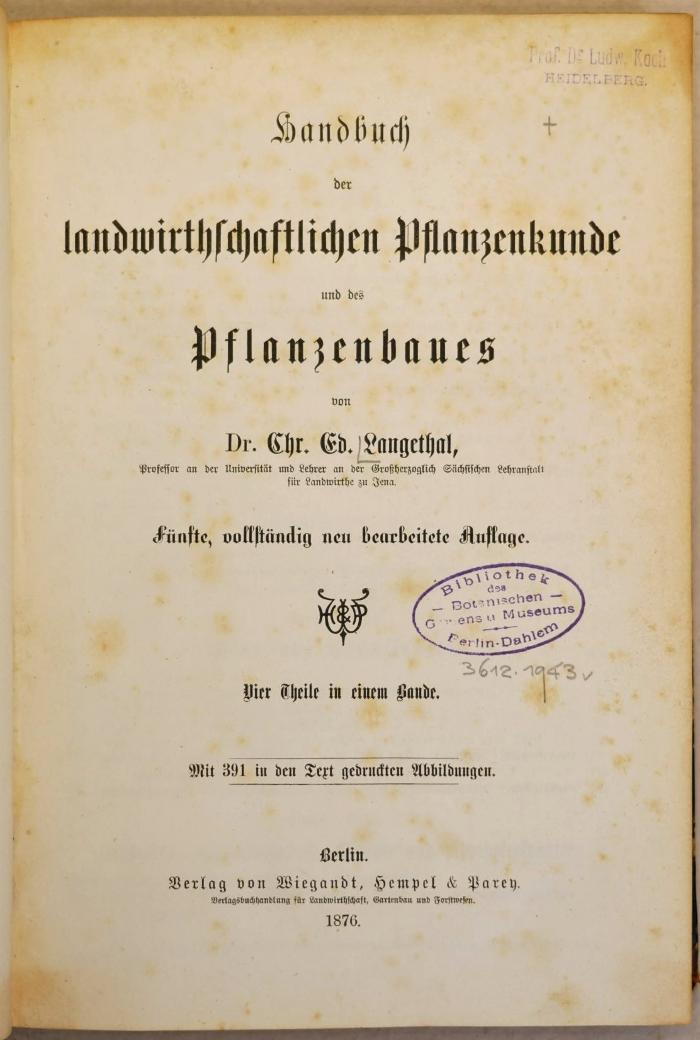 Prof. Dr Ludw. Koch
HEIDELBERG.
Handbuch
der
landwirthschaftlichen Pflanzenkunde
und des
Pflanzenbaues
von
Dr. Chr. Ed. Langethal,
Professor an der Universität und Lehrer an der Großherzoglich Sächsischen Lehranstalt
für Landwirthe zu Jena.
Fünfte, vollständig neu bearbeitete Auflage.
Bibliothek
des
— Botanischen —
u Museums
Berlin-Dahlem
3612.1943
Vier Theile in einem Bande.
Mit 391 in den Text gedruckten Abbildungen.
Berlin.
Verlag von Wiegandt, Hempel & Parey.
Verlagsbuchhandlung für Landwirthschaft, Gartenbau und Forstwesen.
1876.